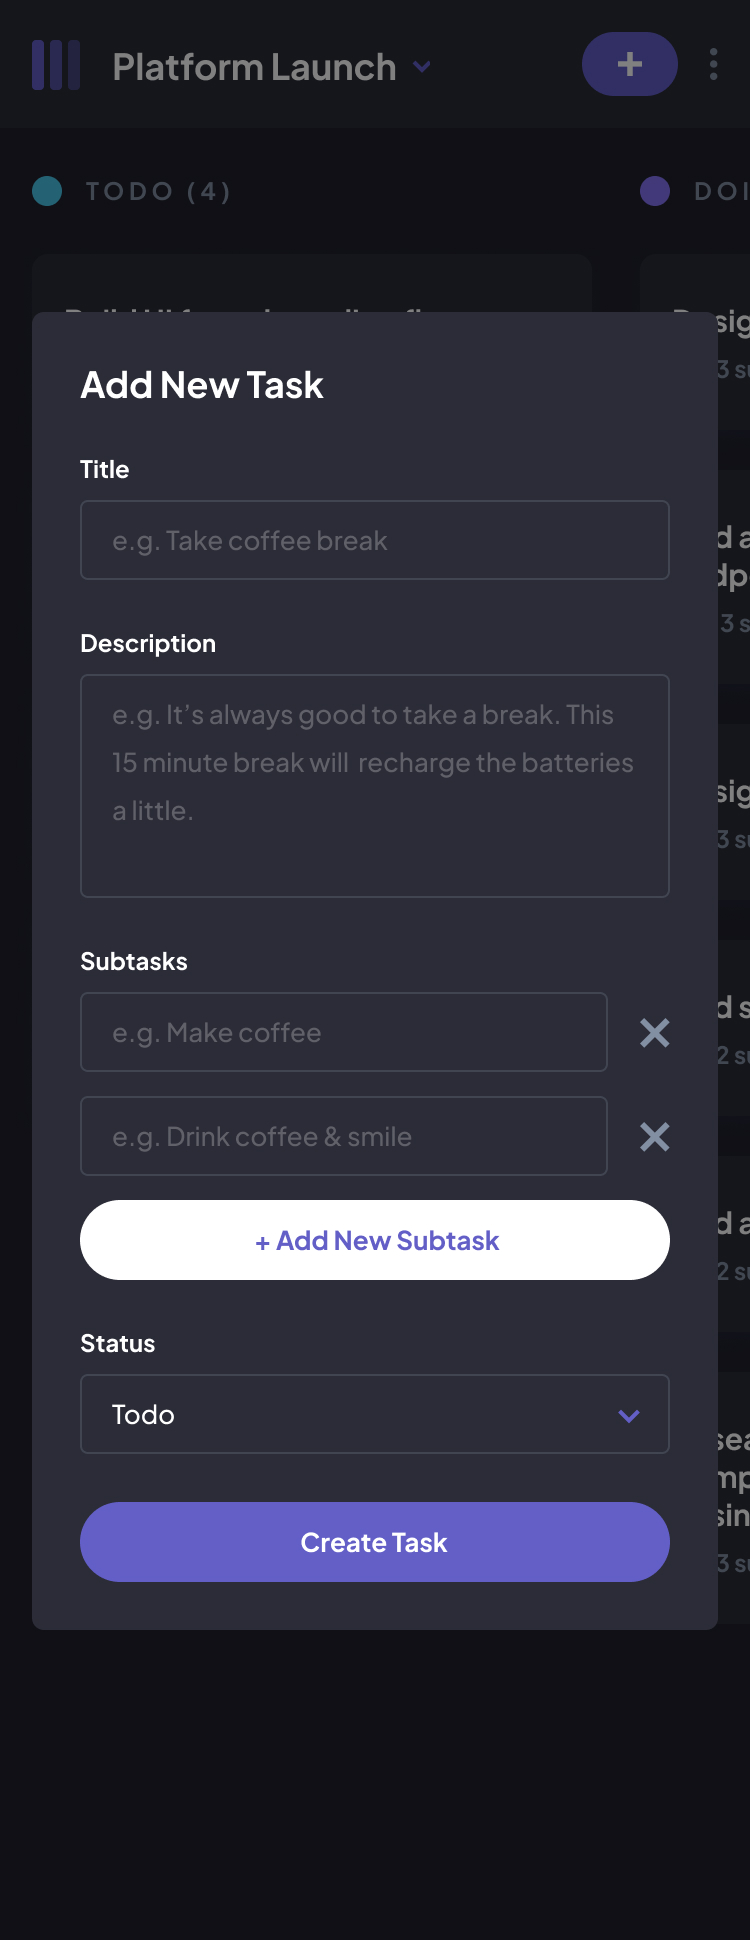 Platform Launch
TODO (4)
Add New Task
Title
e.g. Take coffee break
Description
e.g. It’s always good to take a break. This
15 minute break will  recharge the batteries
a little.
Subtasks
e.g. Make coffee
e.g. Drink coffee & smile
+ Add New Subtask
Status
Todo
Create Task